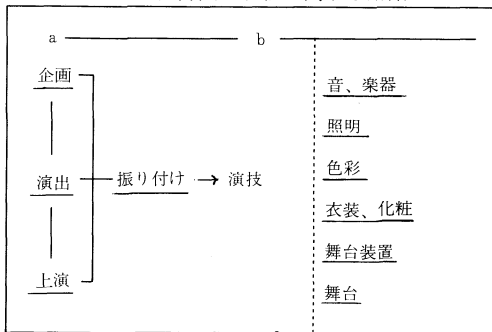 a b
企画
演出 振り付け → 演技
上演
音、楽器
照明
色彩
衣装、化粧
舞台装置
舞台